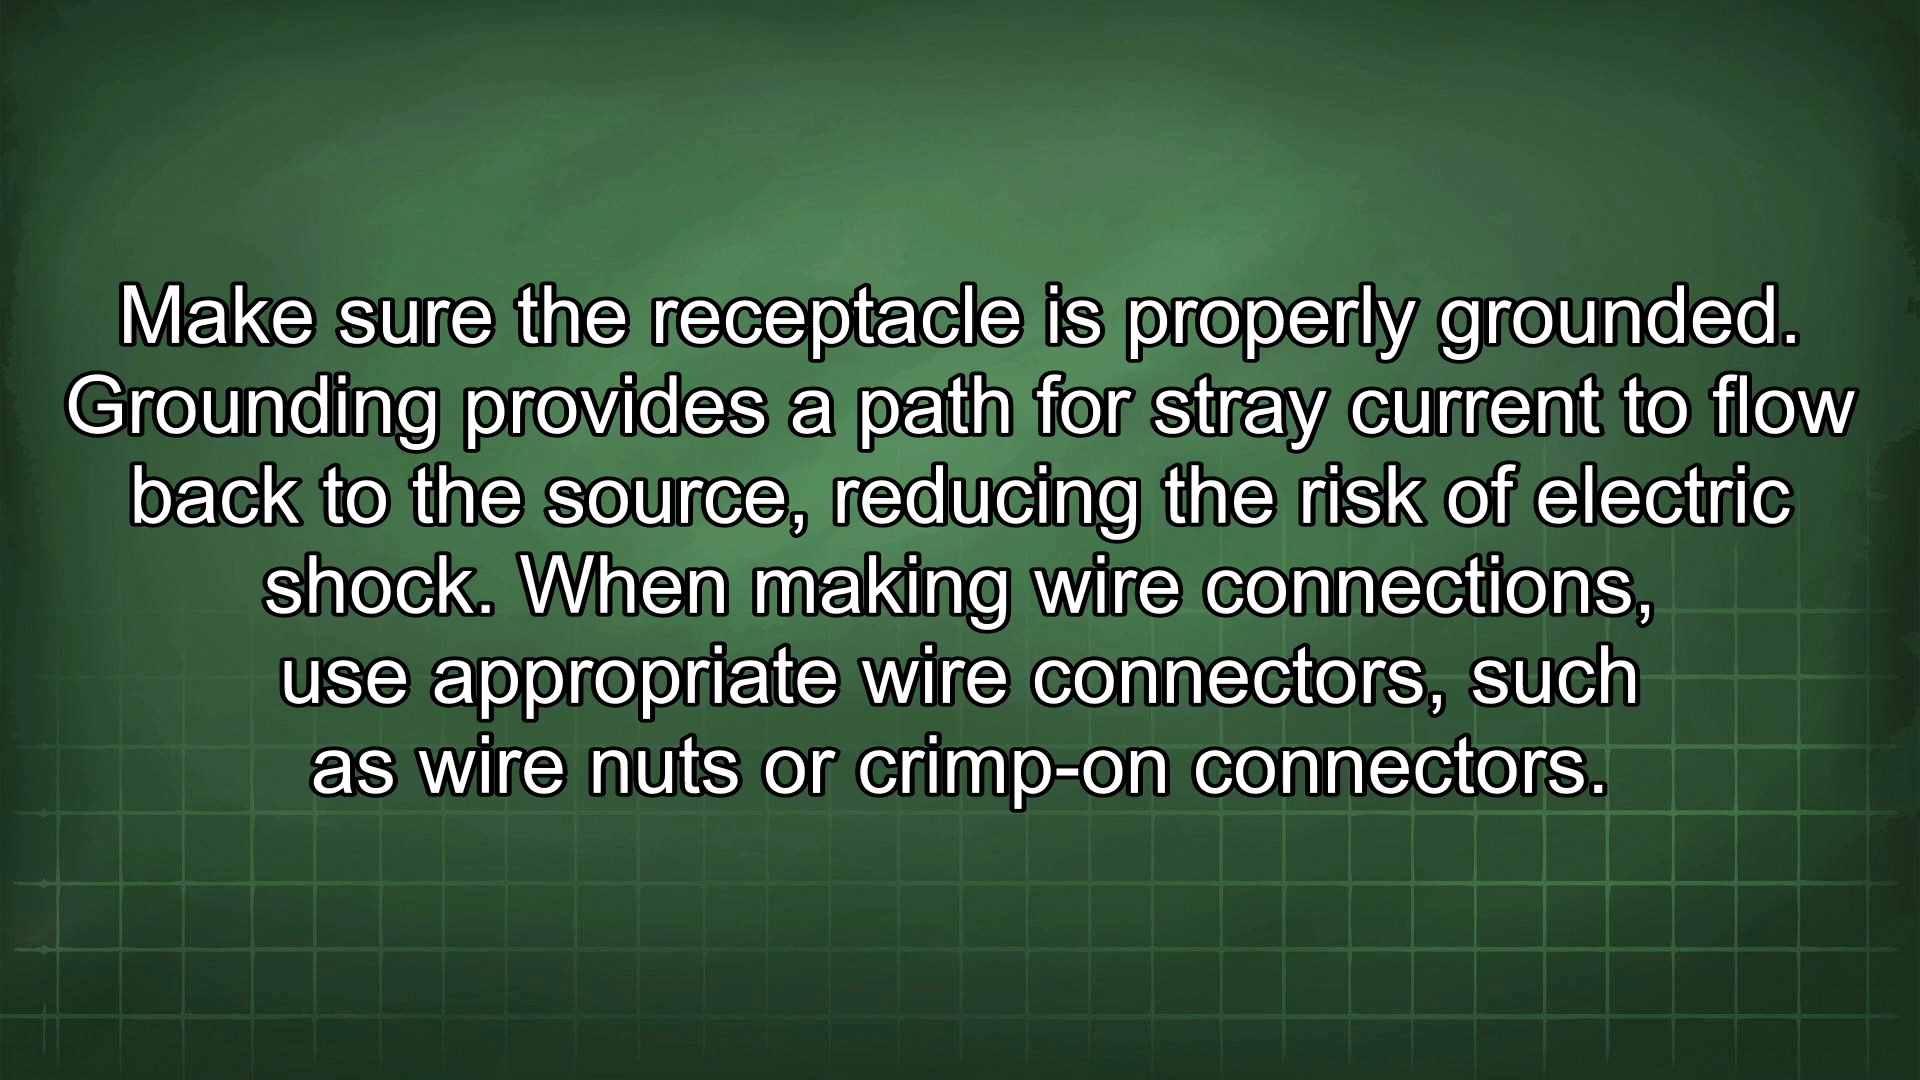 Make sure the receptacle is properly grounded.
Grounding provides a path for stray current to flow
back to the source, reducing the risk of electric
shock. When making wire connections,
use appropriate wire connectors, such
as wire nuts or crimp-on connectors.